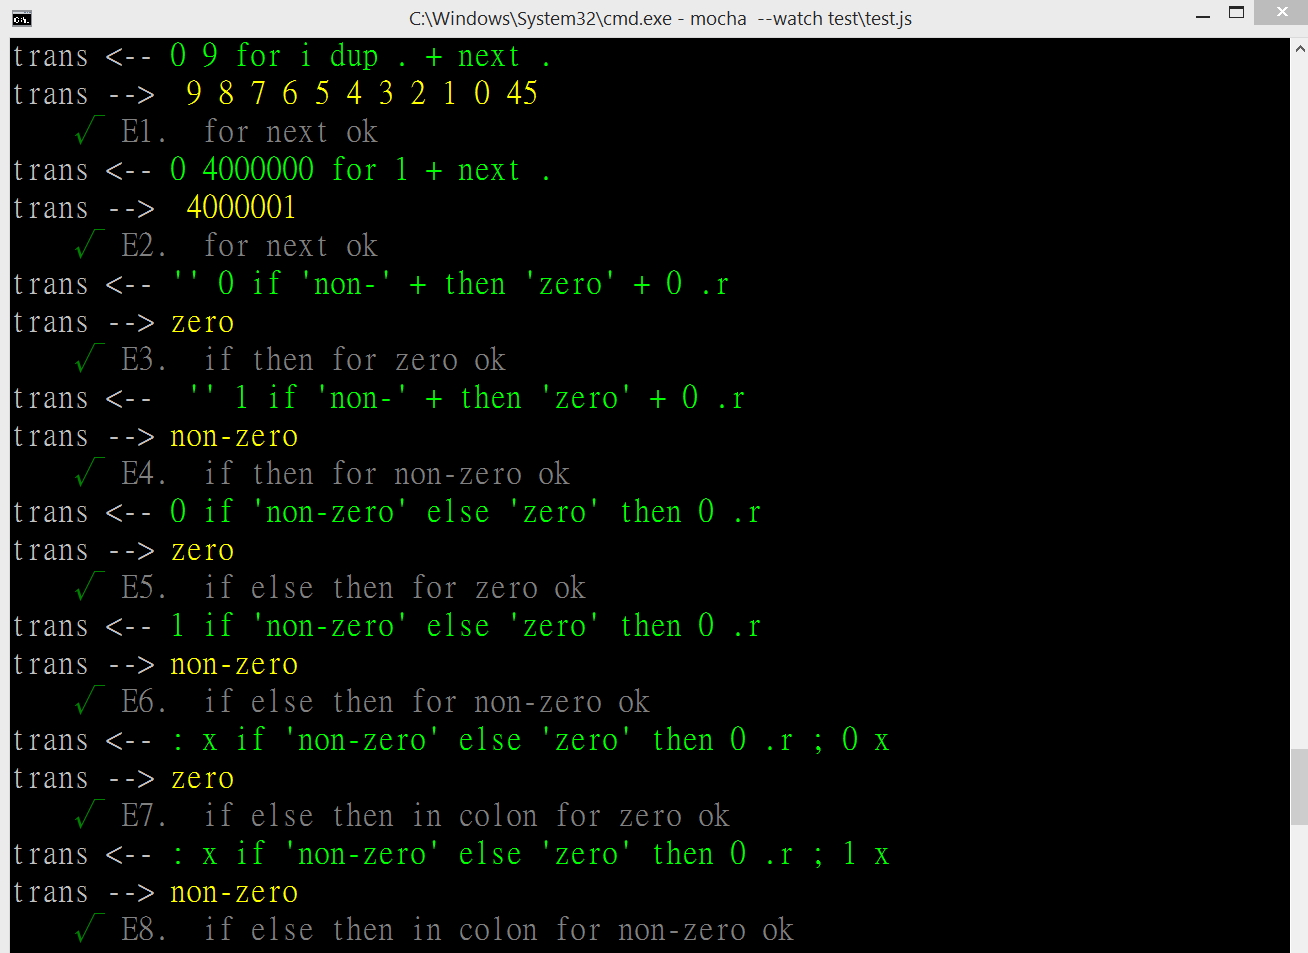 C:\Windows\System32\cmd.exe - mocha  --watch test\test.js
trans <-- 0 9 for i dup . + next .
trans -->  9 8 7 6 5 4 3 2 1 0 45
√ E1.  for next ok
trans <-- 0 4000000 for 1 + next .
trans -->  4000001
√ E2.  for next ok
trans <-- '' 0 if 'non-' + then 'zero' + 0 .r
trans --> zero
√ E3.  if then for zero ok
trans <--  '' 1 if 'non-' + then 'zero' + 0 .r
trans --> non-zero
√ E4.  if then for non-zero ok
trans <-- 0 if 'non-zero' else 'zero' then 0 .r
trans --> zero
√ E5.  if else then for zero ok
trans <-- 1 if 'non-zero' else 'zero' then 0 .r
trans --> non-zero
√ E6.  if else then for non-zero ok
trans <-- : x if 'non-zero' else 'zero' then 0 .r ; 0 x
trans --> zero
√ E7.  if else then in colon for zero ok
trans <-- : x if 'non-zero' else 'zero' then 0 .r ; 1 x
trans --> non-zero
√ E8.  if else then in colon for non-zero ok